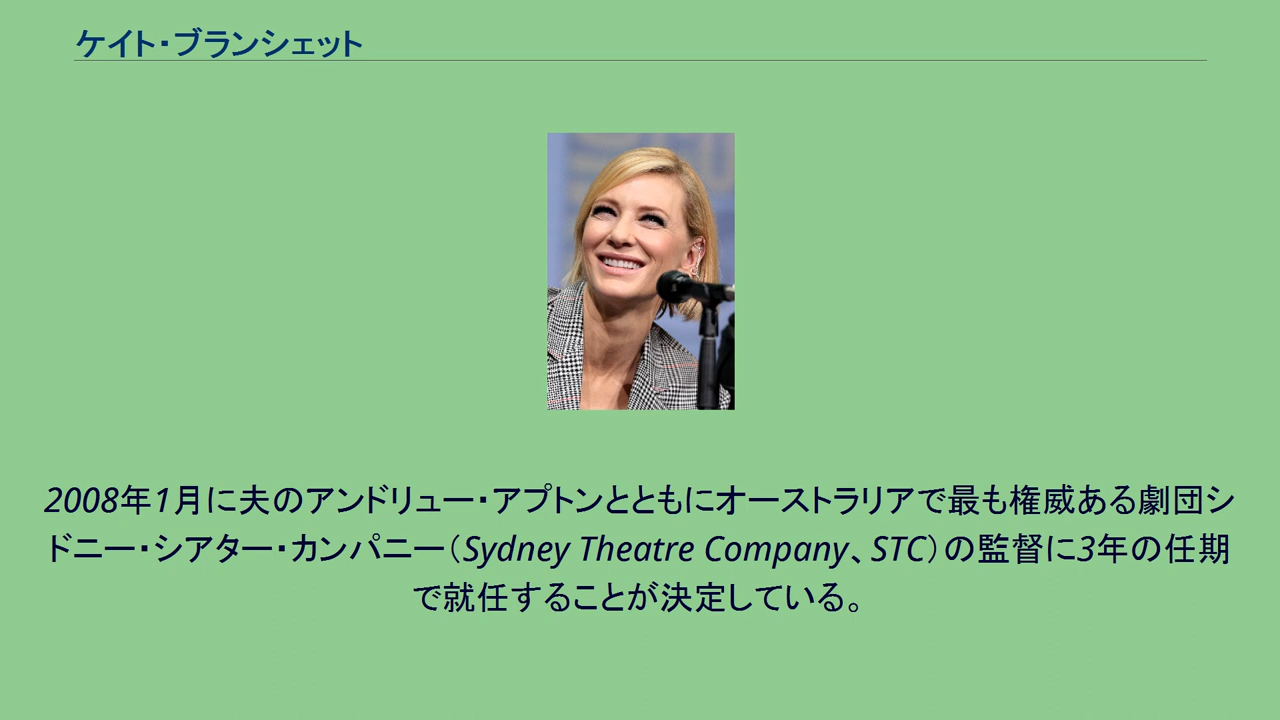 ケイト・ブランシェット
2008年1月に夫のアンドリュー・アプトンとともにオーストラリアで最も権威ある劇団シ
ドニー・シアター・カンパニー（Sydney Theatre Company、STC）の監督に3年の任期
で就任することが決定している。